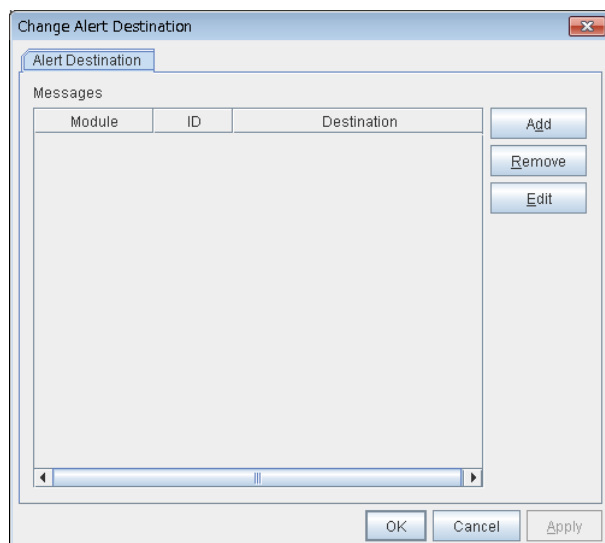 Change Alert Destination
Alert Destination
Messages
Module ID Destination
Add
Remove
Edit
OK Cancel Apply